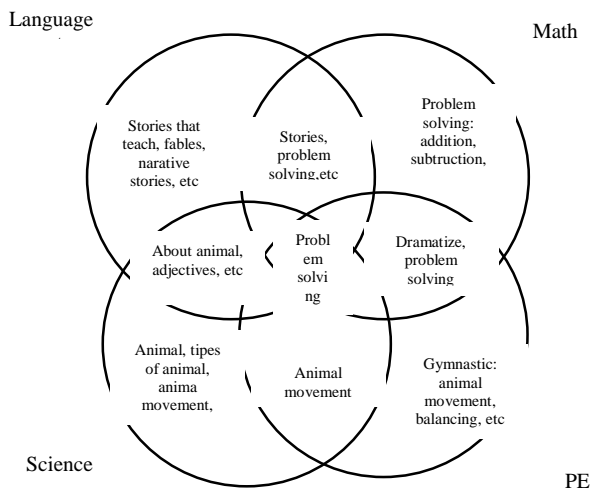 Language
Math
Stories that
teach, fables,
narative
stories, etc
Stories,
problem
solving,etc
Problem
solving:
addition,
subtruction,
About animal,
adjectives, etc
Probl
em
solvi
ng
Dramatize,
problem
solving
Animal, tipes
of animal,
anima
movement,
Animal
movement
Gymnastic:
animal
movement,
balancing, etc
Science
PE